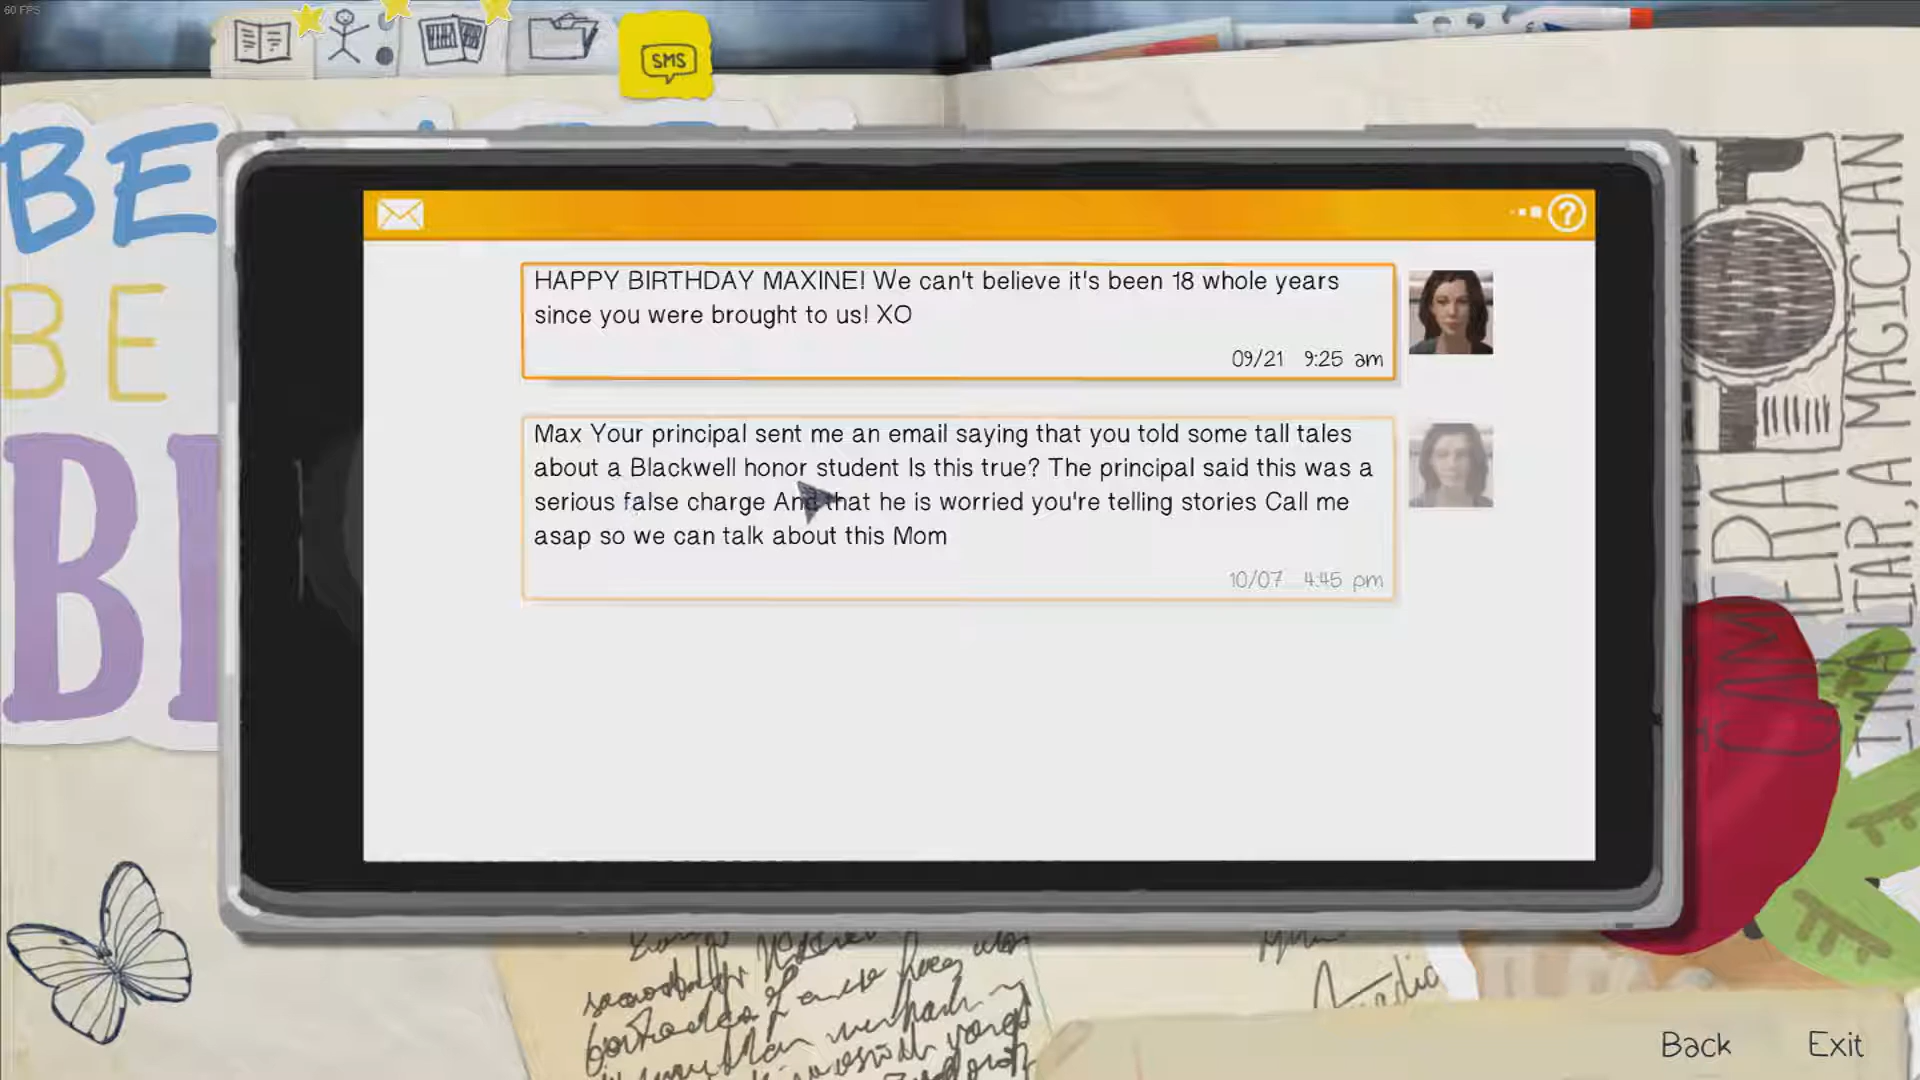 60 FPS
SMS
BE
BE
HAPPY BIRTHDAY MAXINE! We can't believe it's been 18 whole years
since you were brought to us! XO
09/21 9:25 am
Max Your principal sent me an email saying that you told some tall tales
about a Blackwell honor student Is this true? The principal said this was a
serious false charge And that he is worried you're telling stories Call me
asap so we can talk about this Mom
10/07 4:45 pm
CAMERA
I'M A LIAR, A MAGICIAN
Back
Exit